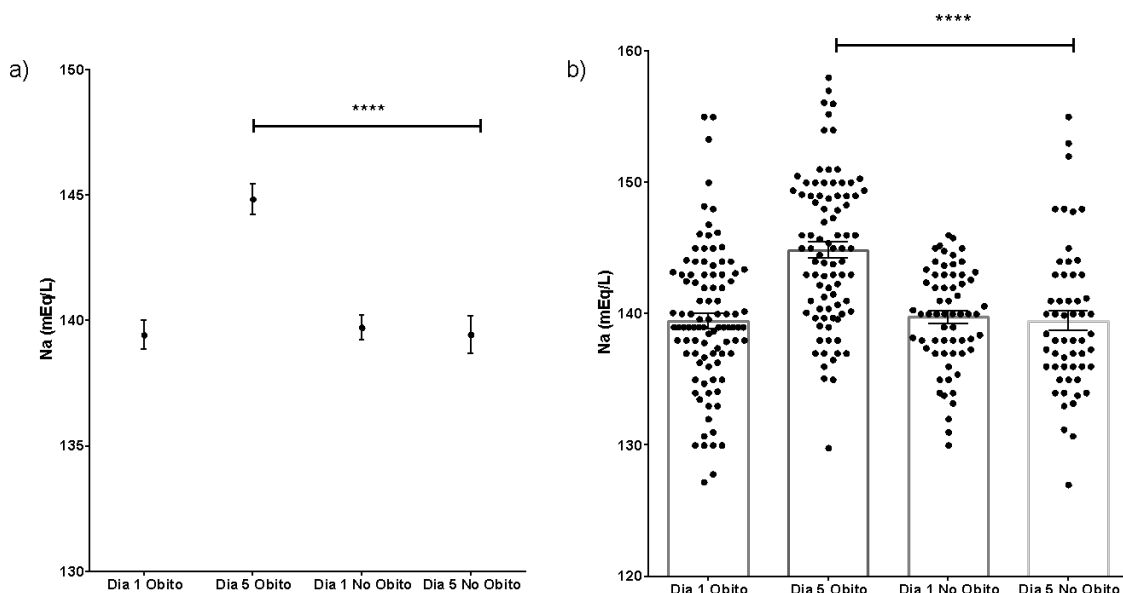 a)
****
150
145
140
135
130
Na (mEq/L)
Dia 1 Obito
Dia 5 Obito
Dia 1 No Obito
Dia 5 No Obito
b)
****
160
150
140
130
120
Na (mEq/L)
Dia 1 Obito
Dia 5 Obito
Dia 1 No Obito
Dia 5 No Obito